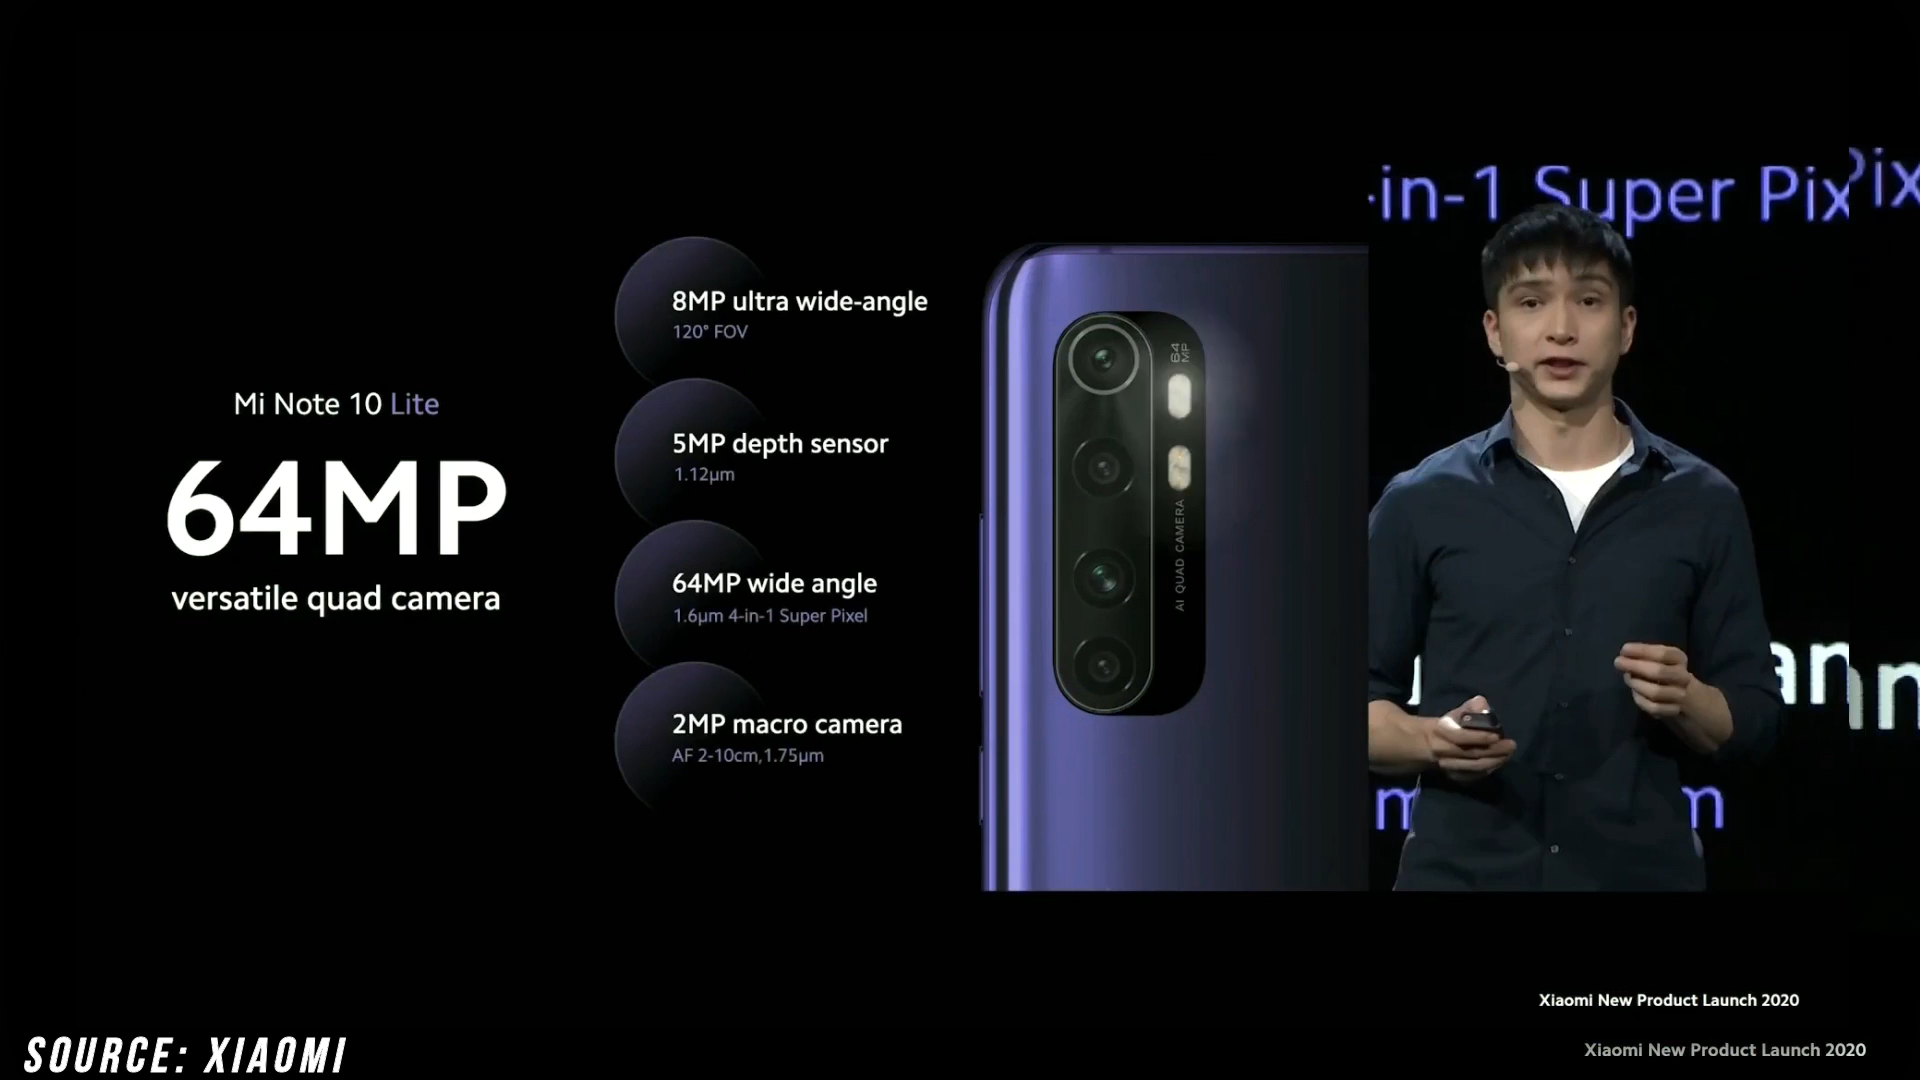 Mi Note 10 Lite
64MP
versatile quad camera
8MP ultra wide-angle
120° FOV
5MP depth sensor
1.12μm
64MP wide angle
1.6μm 4-in-1 Super Pixel
2MP macro camera
AF 2-10cm,1.75μm
64
MP
AI QUAD CAMERA
-in-1 Super Pix
Pix
an
n
m
m
Xiaomi New Product Launch 2020
Xiaomi New Product Launch 2020
SOURCE: XIAOMI